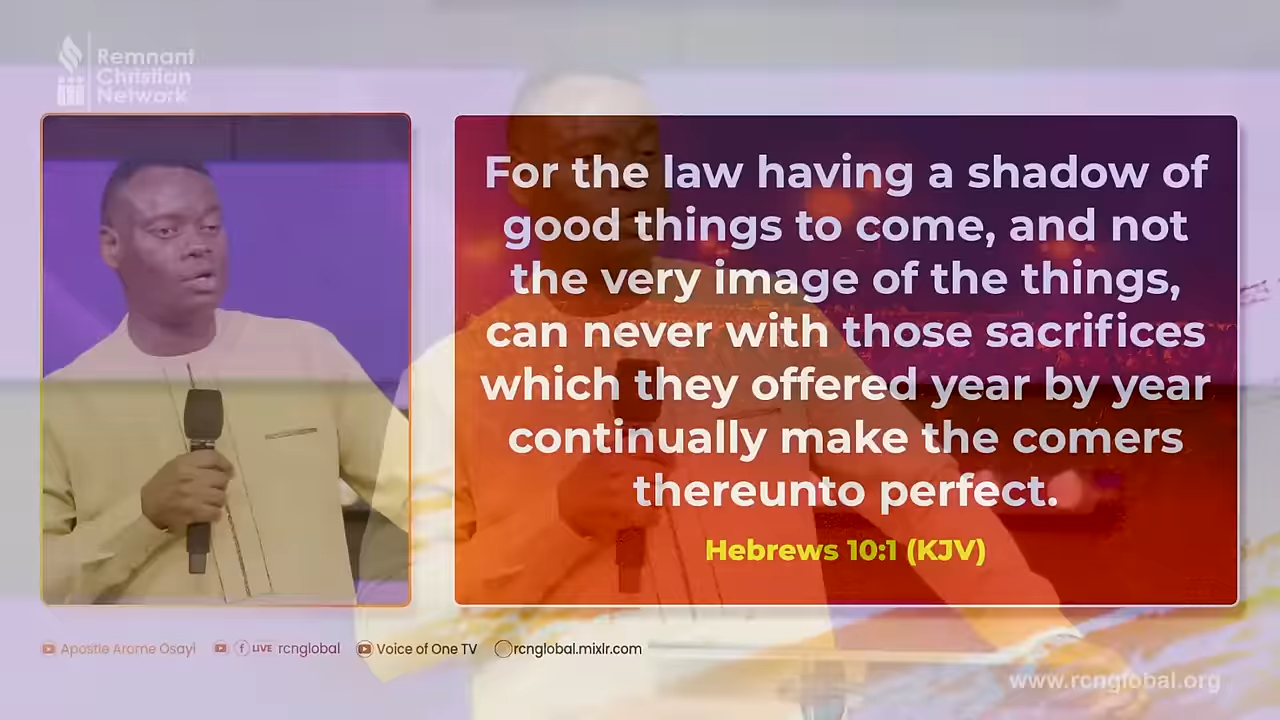 Remnant
Christian
Network
For the law having a shadow of
good things to come, and not
the very image of the things,
can never with those sacrifices
which they offered year by year
continually make the comers
thereunto perfect.
Hebrews 10:1 (KJV)
Apostle Arome Osayi LIVE rcnglobal Voice of One TV rcnglobal.mixlr.com
www.rcnglobal.org